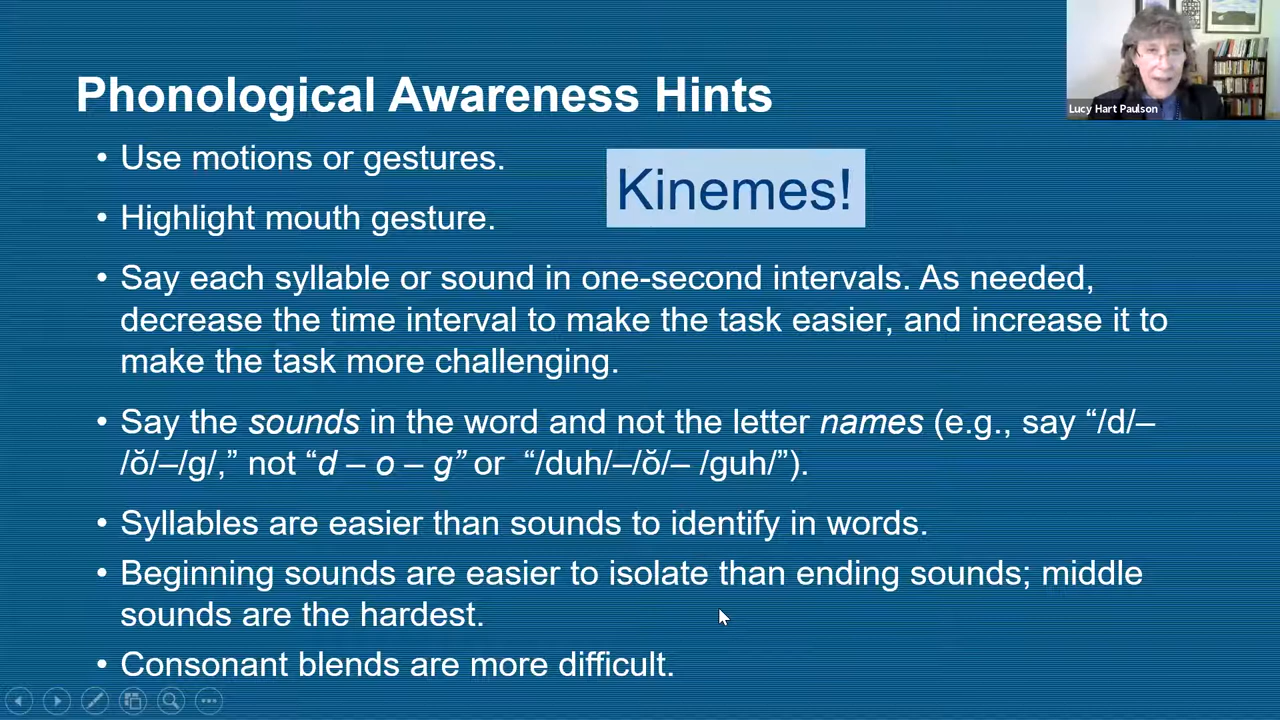 Lucy Hart Paulson
Phonological Awareness Hints
• Use motions or gestures.
Kinemes!
• Highlight mouth gesture.
• Say each syllable or sound in one-second intervals. As needed,
decrease the time interval to make the task easier, and increase it to
make the task more challenging.
• Say the sounds in the word and not the letter names (e.g., say “/d/–
/ŏ/–/g/,” not “d – o – g” or “/duh/–/ŏ/– /guh/”).
• Syllables are easier than sounds to identify in words.
• Beginning sounds are easier to isolate than ending sounds; middle
sounds are the hardest.
• Consonant blends are more difficult.